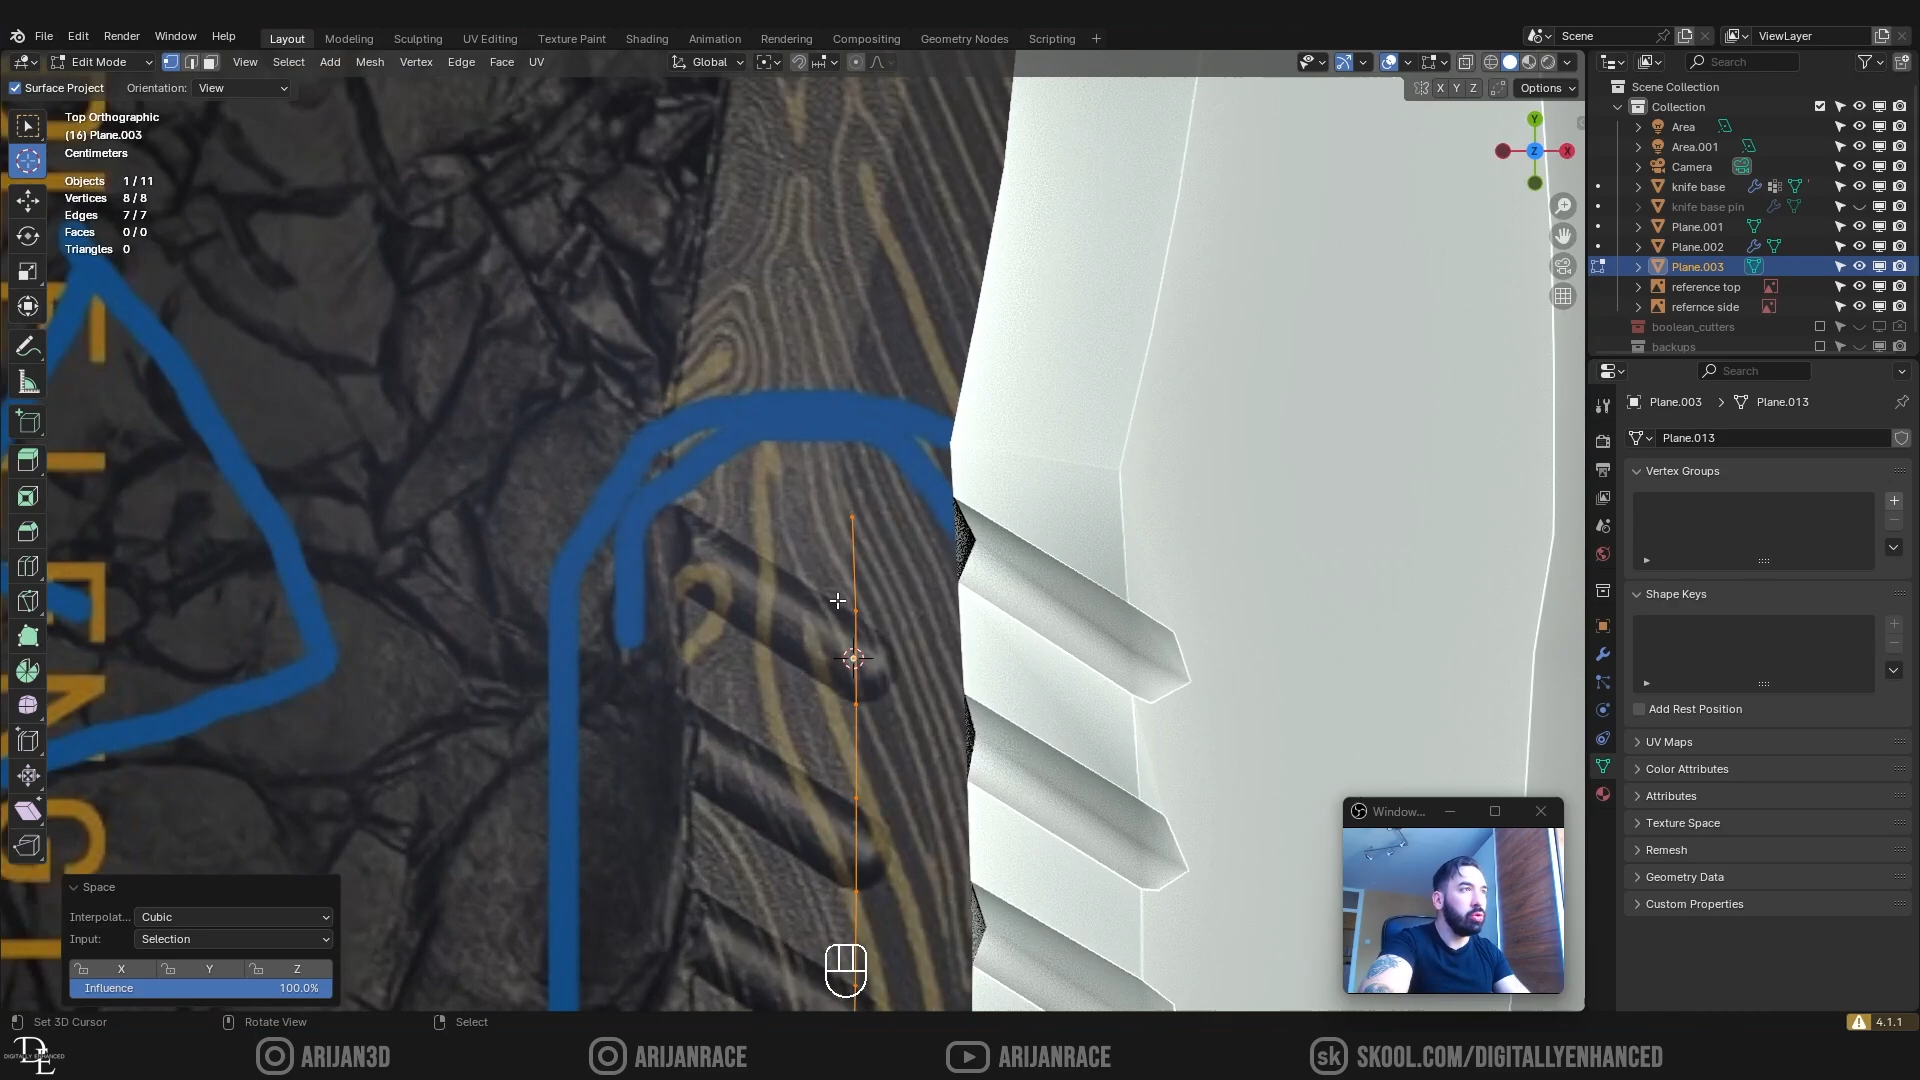 File Edit Render Window Help Layout Modeling Sculpting UV Editing Texture Paint Shading Animation Rendering Compositing Geometry Nodes Scripting + Scene ViewLayer
Edit Mode View Select Add Mesh Vertex Edge Face UV Global Search
Surface Project Orientation: View X Y Z Options
Scene Collection
Collection
Area
Area.001
Camera
knife base
knife base pin
Plane.001
Plane.002
Plane.003
reference top
refernce side
boolean_cutters
backups
Top Orthographic
(16) Plane.003
Centimeters
Objects 1 / 11
Vertices 8 / 8
Edges 7 / 7
Faces 0 / 0
Triangles 0
Y
Z X
Search
Plane.003 > Plane.013
Plane.013
Vertex Groups
Shape Keys
Add Rest Position
UV Maps
Color Attributes
Attributes
Texture Space
Remesh
Geometry Data
Custom Properties
Window...
Space
Interpolat... Cubic
Input: Selection
X Y Z
Influence 100.0%
Set 3D Cursor Rotate View Select 4.1.1
DIGITALLY ENHANCED
ARIJAN3D ARIJANRACE ARIJANRACE sk SKOOL.COM/DIGITALLYENHANCED